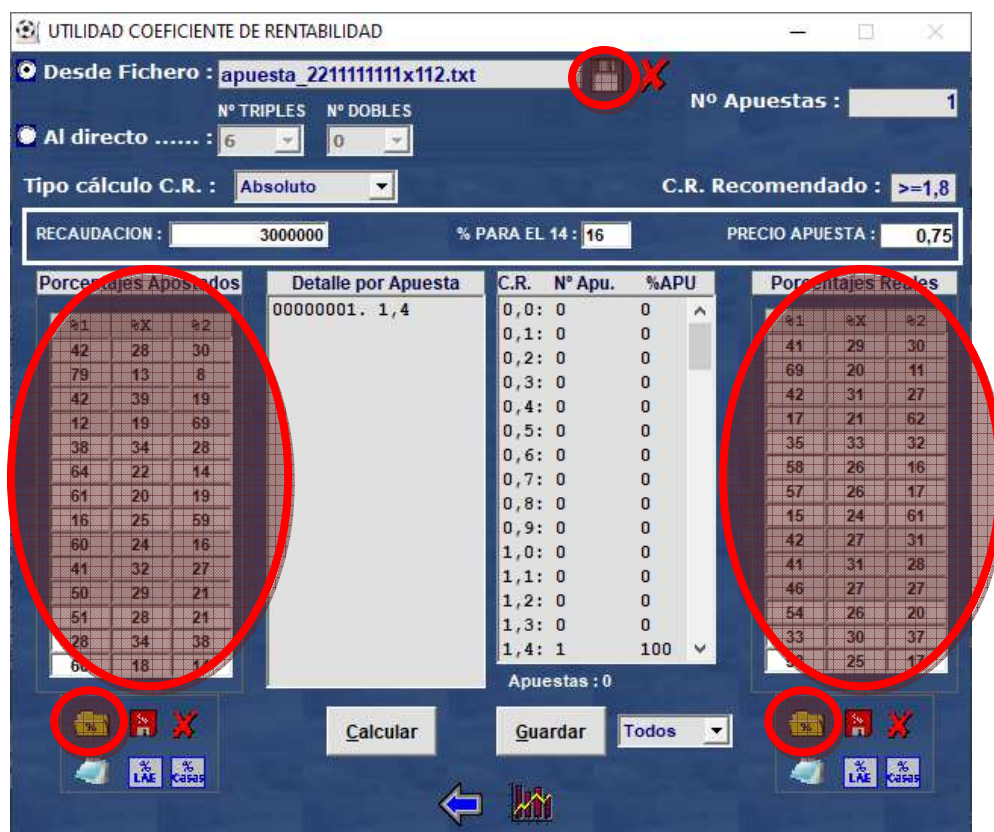 UTILIDAD COEFICIENTE DE RENTABILIDAD
Desde Fichero : apuesta_2211111111x112.txt
Nº Apuestas : 1
Nº TRIPLES Nº DOBLES
Al directo ...... : 6 0
Tipo cálculo C.R. : Absoluto C.R. Recomendado : >=1,8
RECAUDACION : 3000000 % PARA EL 14 : 16 PRECIO APUESTA : 0,75
Porcentajes Apostados
%1 %X %2
42 28 30
79 13 8
42 39 19
12 19 69
38 34 28
64 22 14
61 20 19
16 25 59
60 24 16
41 32 27
50 29 21
51 28 21
28 34 38
18 14
Detalle por Apuesta
00000001. 1,4
C.R. Nº Apu. %APU
0,0: 0 0
0,1: 0 0
0,2: 0 0
0,3: 0 0
0,4: 0 0
0,5: 0 0
0,6: 0 0
0,7: 0 0
0,8: 0 0
0,9: 0 0
1,0: 0 0
1,1: 0 0
1,2: 0 0
1,3: 0 0
1,4: 1 100
Apuestas : 0
Porcentajes Reales
%1 %X %2
41 29 30
69 20 11
42 31 27
17 21 62
35 33 32
58 26 16
57 26 17
15 24 61
42 27 31
41 31 28
46 27 27
54 26 20
33 30 37
25 17
% %
Calcular Guardar Todos
% %
% LAE % Casas
% LAE % Casas